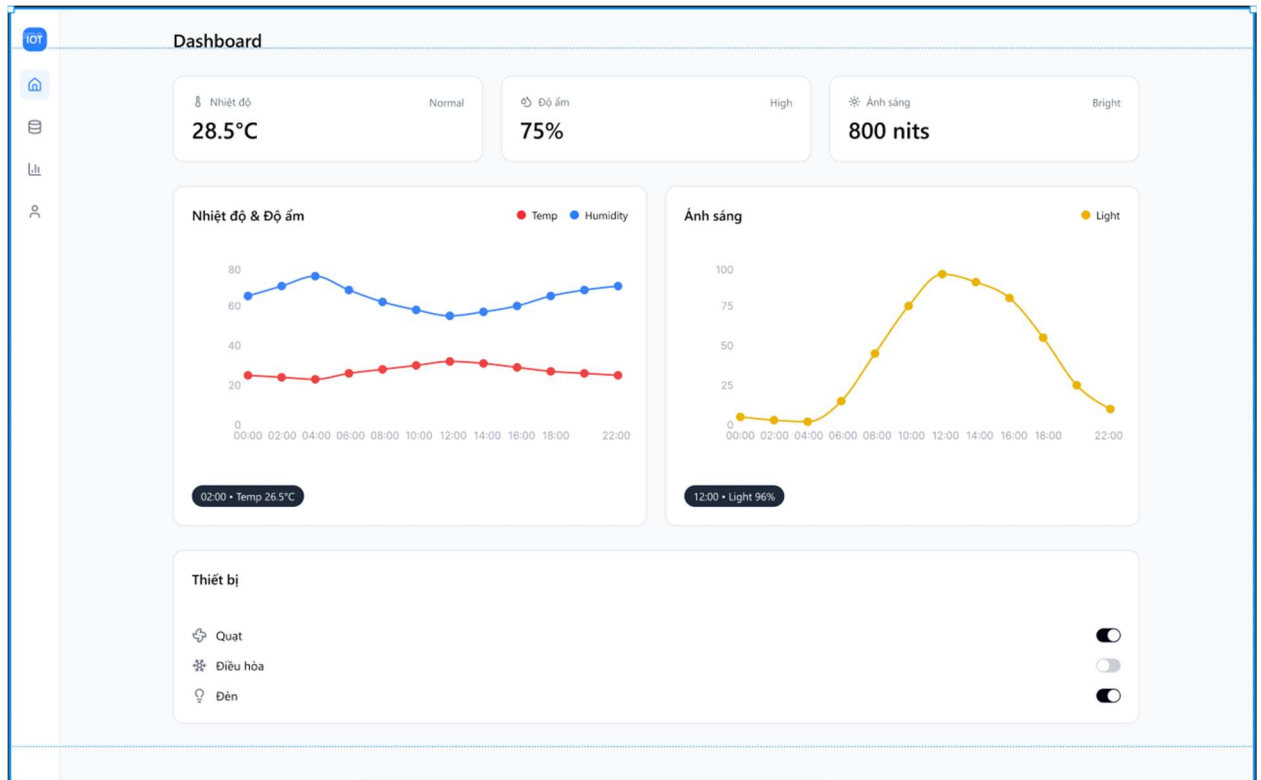 IOT
Dashboard
Nhiệt độ Normal
28.5°C
Độ ẩm High
75%
Ánh sáng Bright
800 nits
Nhiệt độ & Độ ẩm Temp Humidity
80
60
40
20
0
00:00 02:00 04:00 06:00 08:00 10:00 12:00 14:00 16:00 18:00 22:00
02:00 • Temp 26.5°C
Ánh sáng Light
100
75
50
25
0
00:00 02:00 04:00 06:00 08:00 10:00 12:00 14:00 16:00 18:00 22:00
12:00 • Light 96%
Thiết bị
Quạt
Điều hòa
Đèn